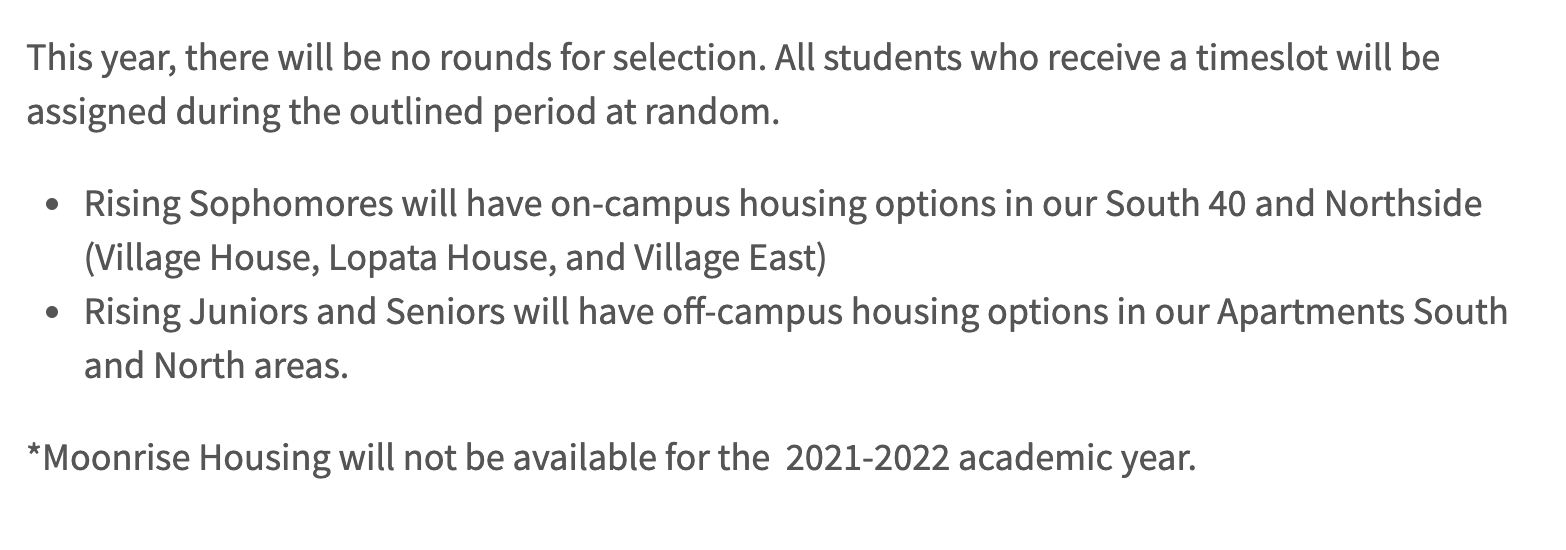 This year, there will be no rounds for selection. All students who receive a timeslot will be
assigned during the outlined period at random.
• Rising Sophomores will have on-campus housing options in our South 40 and Northside
(Village House, Lopata House, and Village East)
• Rising Juniors and Seniors will have off-campus housing options in our Apartments South
and North areas.
*Moonrise Housing will not be available for the  2021-2022 academic year.